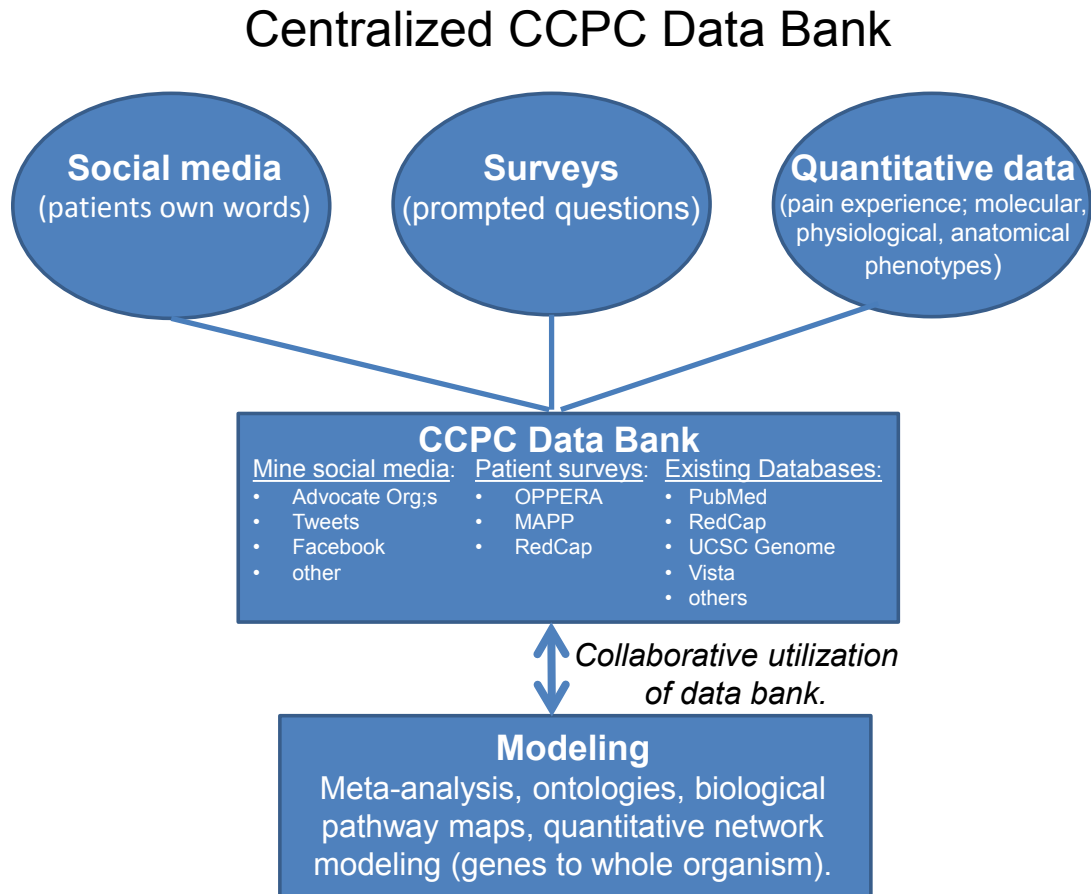 Centralized CCPC Data Bank
Social media
(patients own words)
Surveys
(prompted questions)
Quantitative data
(pain experience; molecular,
physiological, anatomical
phenotypes)
CCPC Data Bank
Mine social media:
• Advocate Org;s
• Tweets
• Facebook
• other
Patient surveys:
• OPPERA
• MAPP
• RedCap
Existing Databases:
• PubMed
• RedCap
• UCSC Genome
• Vista
• others
Collaborative utilization
of data bank.
Modeling
Meta-analysis, ontologies, biological
pathway maps, quantitative network
modeling (genes to whole organism).